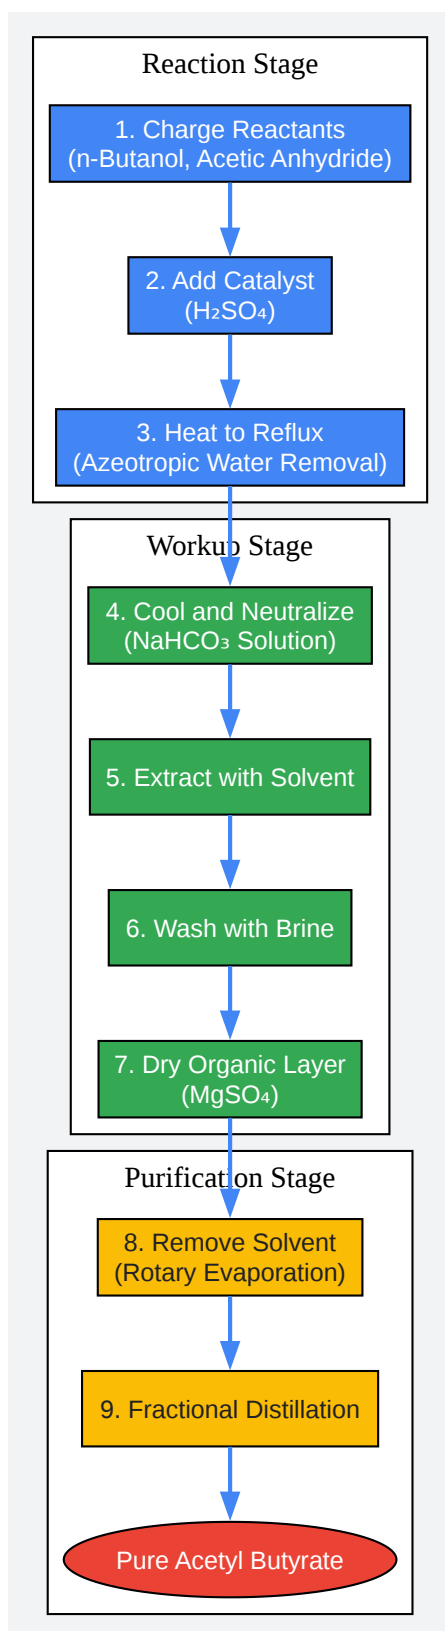 Reaction Stage
1. Charge Reactants
(n-Butanol, Acetic Anhydride)
2. Add Catalyst
(H₂SO₄)
3. Heat to Reflux
(Azeotropic Water Removal)
Workup Stage
4. Cool and Neutralize
(NaHCO₃ Solution)
5. Extract with Solvent
6. Wash with Brine
7. Dry Organic Layer
(MgSO₄)
Purification Stage
8. Remove Solvent
(Rotary Evaporation)
9. Fractional Distillation
Pure Acetyl Butyrate